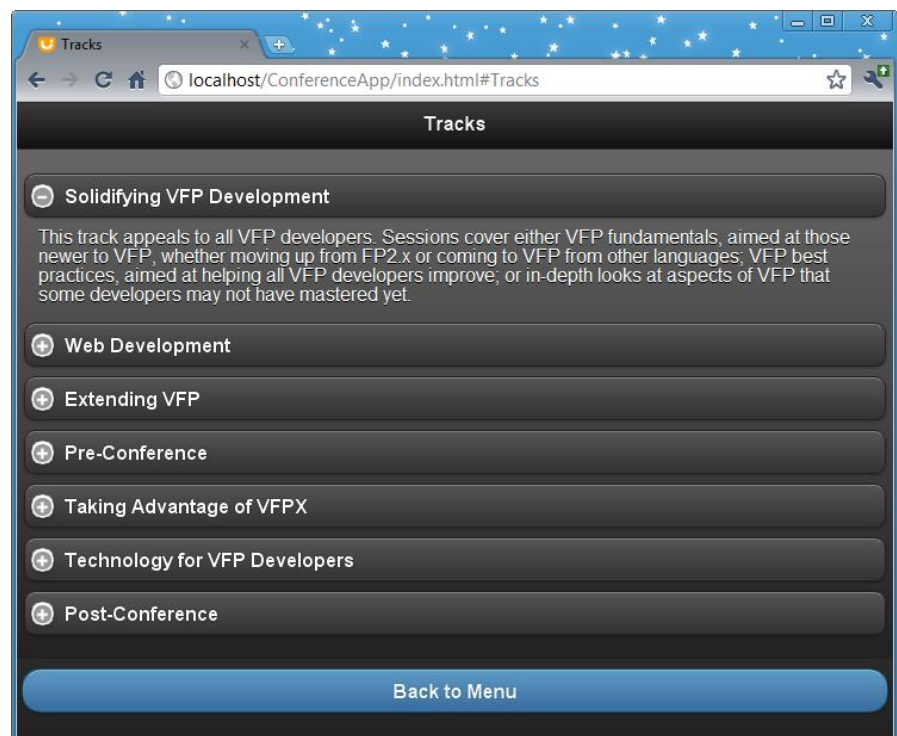 Tracks
localhost/ConferenceApp/index.html#Tracks
Tracks
Solidifying VFP Development
This track appeals to all VFP developers. Sessions cover either VFP fundamentals, aimed at those
newer to VFP, whether moving up from FP2.x or coming to VFP from other languages; VFP best
practices, aimed at helping all VFP developers improve; or in-depth looks at aspects of VFP that
some developers may not have mastered yet.
Web Development
Extending VFP
Pre-Conference
Taking Advantage of VFPX
Technology for VFP Developers
Post-Conference
Back to Menu